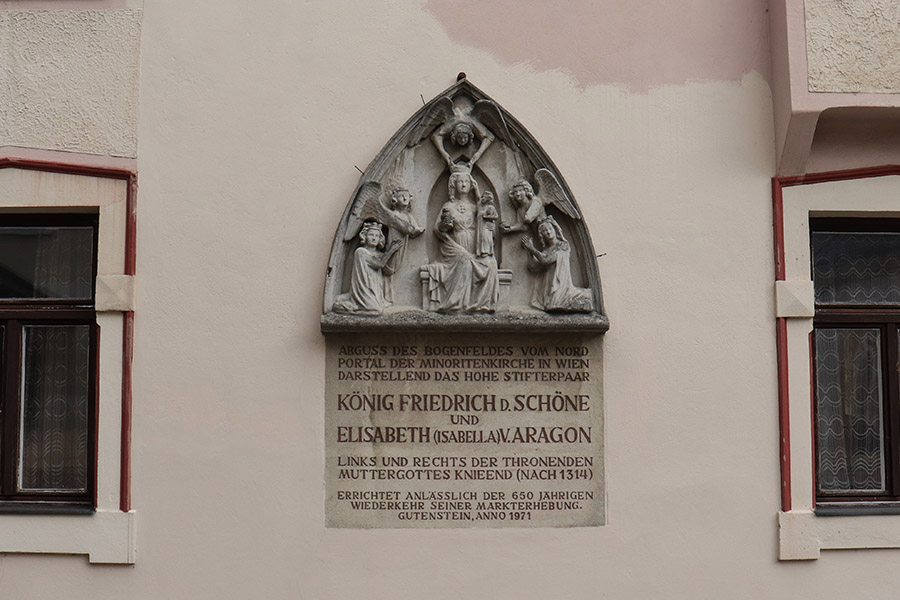 ABGUSS DES BOGENFELDES VOM NORD
PORTAL DER MINORITENKIRCHE IN WIEN
DARSTELLEND DAS HOHE STIFTERPAAR
KÖNIG FRIEDRICH D. SCHÖNE
UND
ELISABETH (ISABELLA) V. ARAGON
LINKS UND RECHTS DER THRONENDEN
MUTTERGOTTES KNIEEND (NACH 1314)
ERRICHTET ANLÄSSLICH DER 650 JÄHRIGEN
WIEDERKEHR SEINER MARKTERHEBUNG.
GUTENSTEIN, ANNO 1971